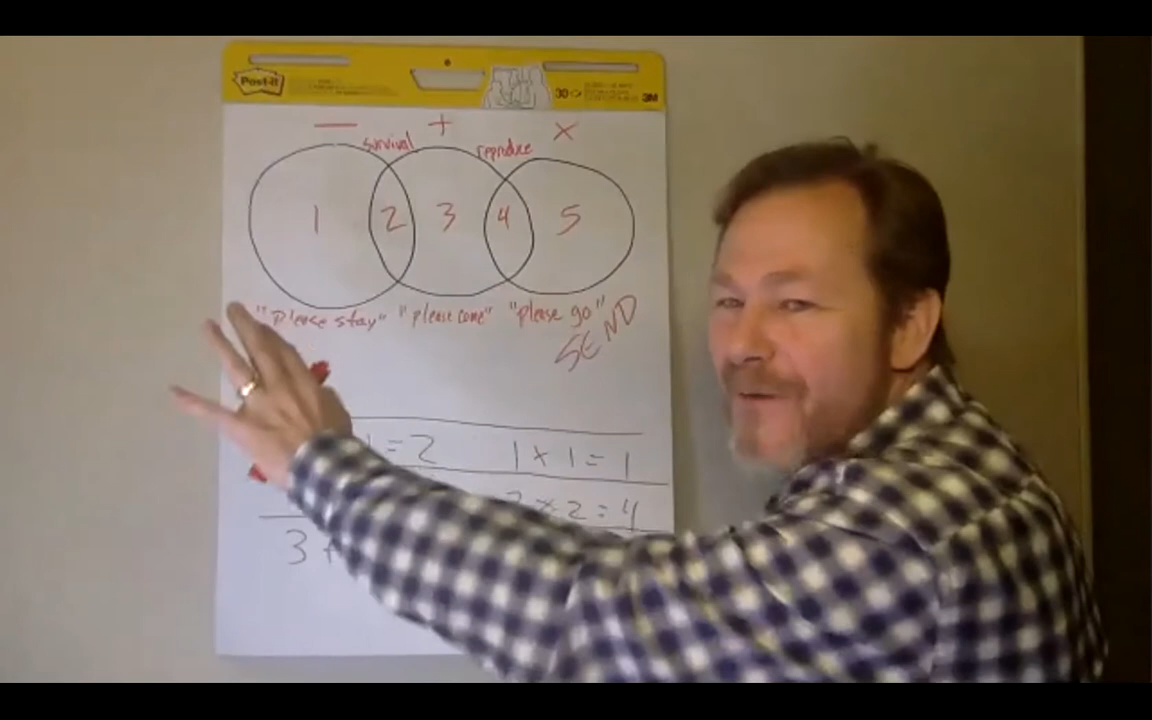 Post-it
30
3M
− + ×
survival reproduce
1 2 3 4 5
"please stay" "please come" "please go"
SEND
1 = 2 1 × 1 = 1
× 2 = 4
3 +